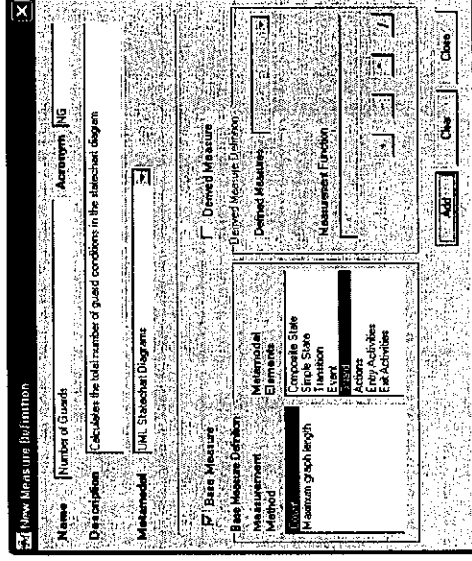 New Measure Definition
Name Number of Guards Acronym NG
Description Calculates the total number of guard conditions in the statechart diagram
Metamodel UML Statechart Diagrams
Base Measure Derived Measure
Base Measure Definition
Measurement Method
Count
Maximum graph length
Metamodel Elements
Composite State
Simple State
Transition
Event
Guard
Actions
Entry Activities
Exit Activities
Derived Measure Definition
Defined Measures
Measurement Function
+ - * /
Add Clear Close